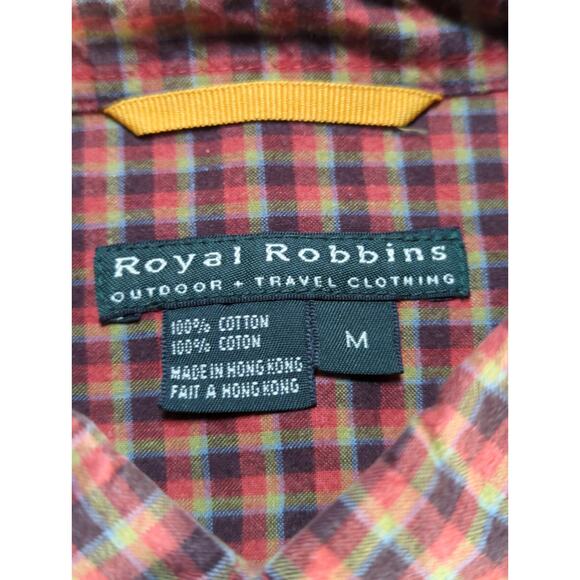 Royal Robbins
OUTDOOR + TRAVEL CLOTHING
100% COTTON
100% COTON
MADE IN HONG KONG
FAIT A HONG KONG
M